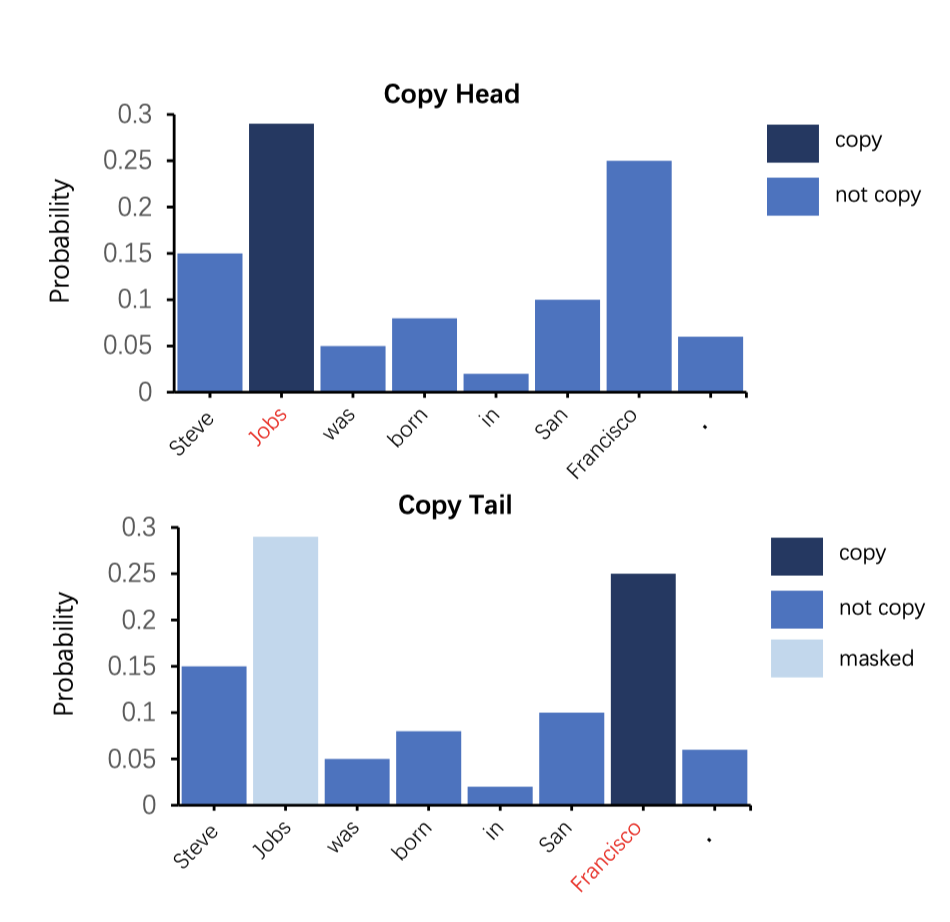 Copy Head
0.3
0.25
0.2
0.15
0.1
0.05
0
Probability
Steve Jobs was born in San Francisco .
copy
not copy
Copy Tail
0.3
0.25
0.2
0.15
0.1
0.05
0
Probability
Steve Jobs was born in San Francisco .
copy
not copy
masked